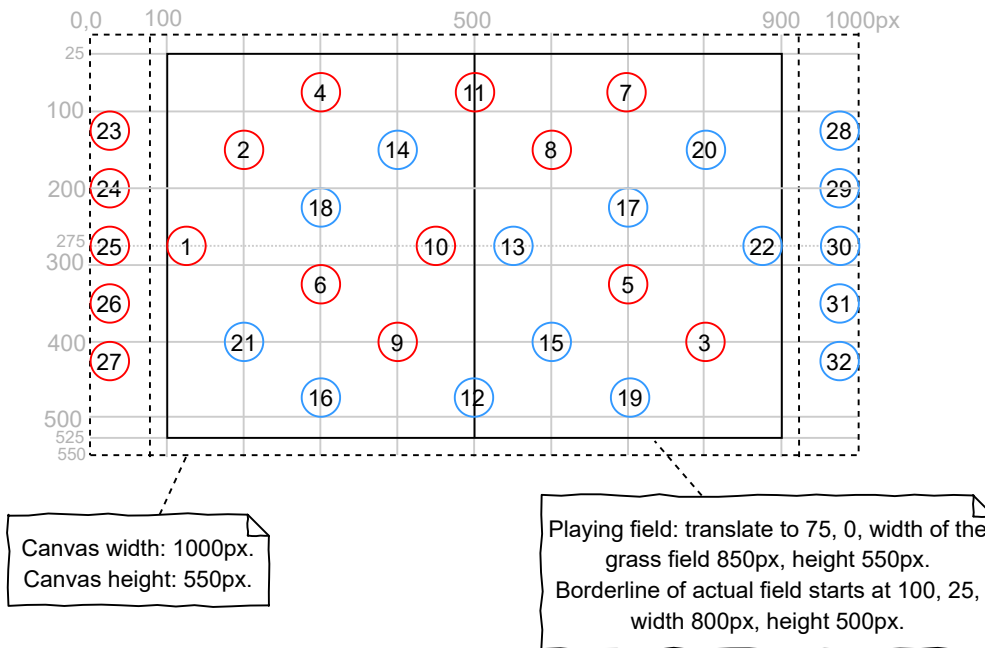 0,0 100 500 900 1000px
25
4 11 7
100
23 28
2 14 8 20
200 24 29
18 17
275 25 1 10 13 22 30
300
6 5
26 31
400 21 9 15 3
27 32
16 12 19
500
525
550
Canvas width: 1000px.
Canvas height: 550px.
Playing field: translate to 75, 0, width of the
grass field 850px, height 550px.
Borderline of actual field starts at 100, 25,
width 800px, height 500px.